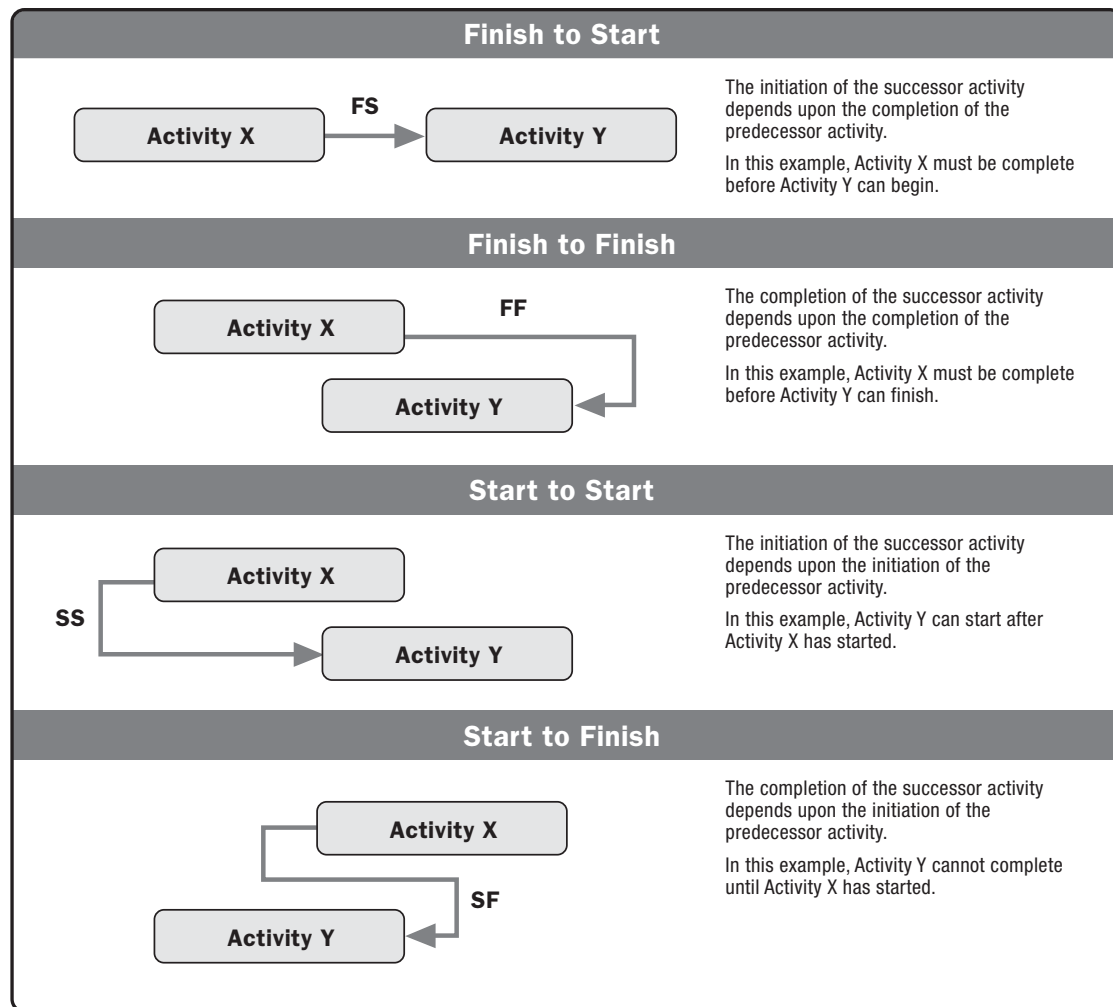 Finish to Start
FS
Activity X
Activity Y
The initiation of the successor activity
depends upon the completion of the
predecessor activity.
In this example, Activity X must be complete
before Activity Y can begin.
Finish to Finish
Activity X
FF
Activity Y
The completion of the successor activity
depends upon the completion of the
predecessor activity.
In this example, Activity X must be complete
before Activity Y can finish.
Start to Start
Activity X
SS
Activity Y
The initiation of the successor activity
depends upon the initiation of the
predecessor activity.
In this example, Activity Y can start after
Activity X has started.
Start to Finish
Activity X
SF
Activity Y
The completion of the successor activity
depends upon the initiation of the
predecessor activity.
In this example, Activity Y cannot complete
until Activity X has started.